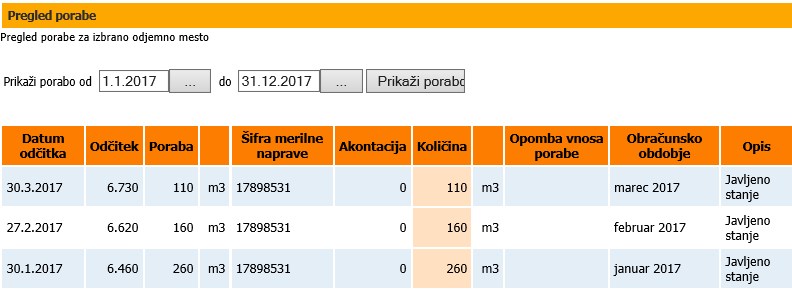 Pregled porabe
Pregled porabe za izbrano odjemno mesto
Prikaži porabo od 1.1.2017 ... do 31.12.2017 ... Prikaži porabo
Datum odčitka Odčitek Poraba Šifra merilne naprave Akontacija Količina Opomba vnosa porabe Obračunsko obdobje Opis
30.3.2017 6.730 110 m3 17898531 0 110 m3 marec 2017 Javljeno stanje
27.2.2017 6.620 160 m3 17898531 0 160 m3 februar 2017 Javljeno stanje
30.1.2017 6.460 260 m3 17898531 0 260 m3 januar 2017 Javljeno stanje